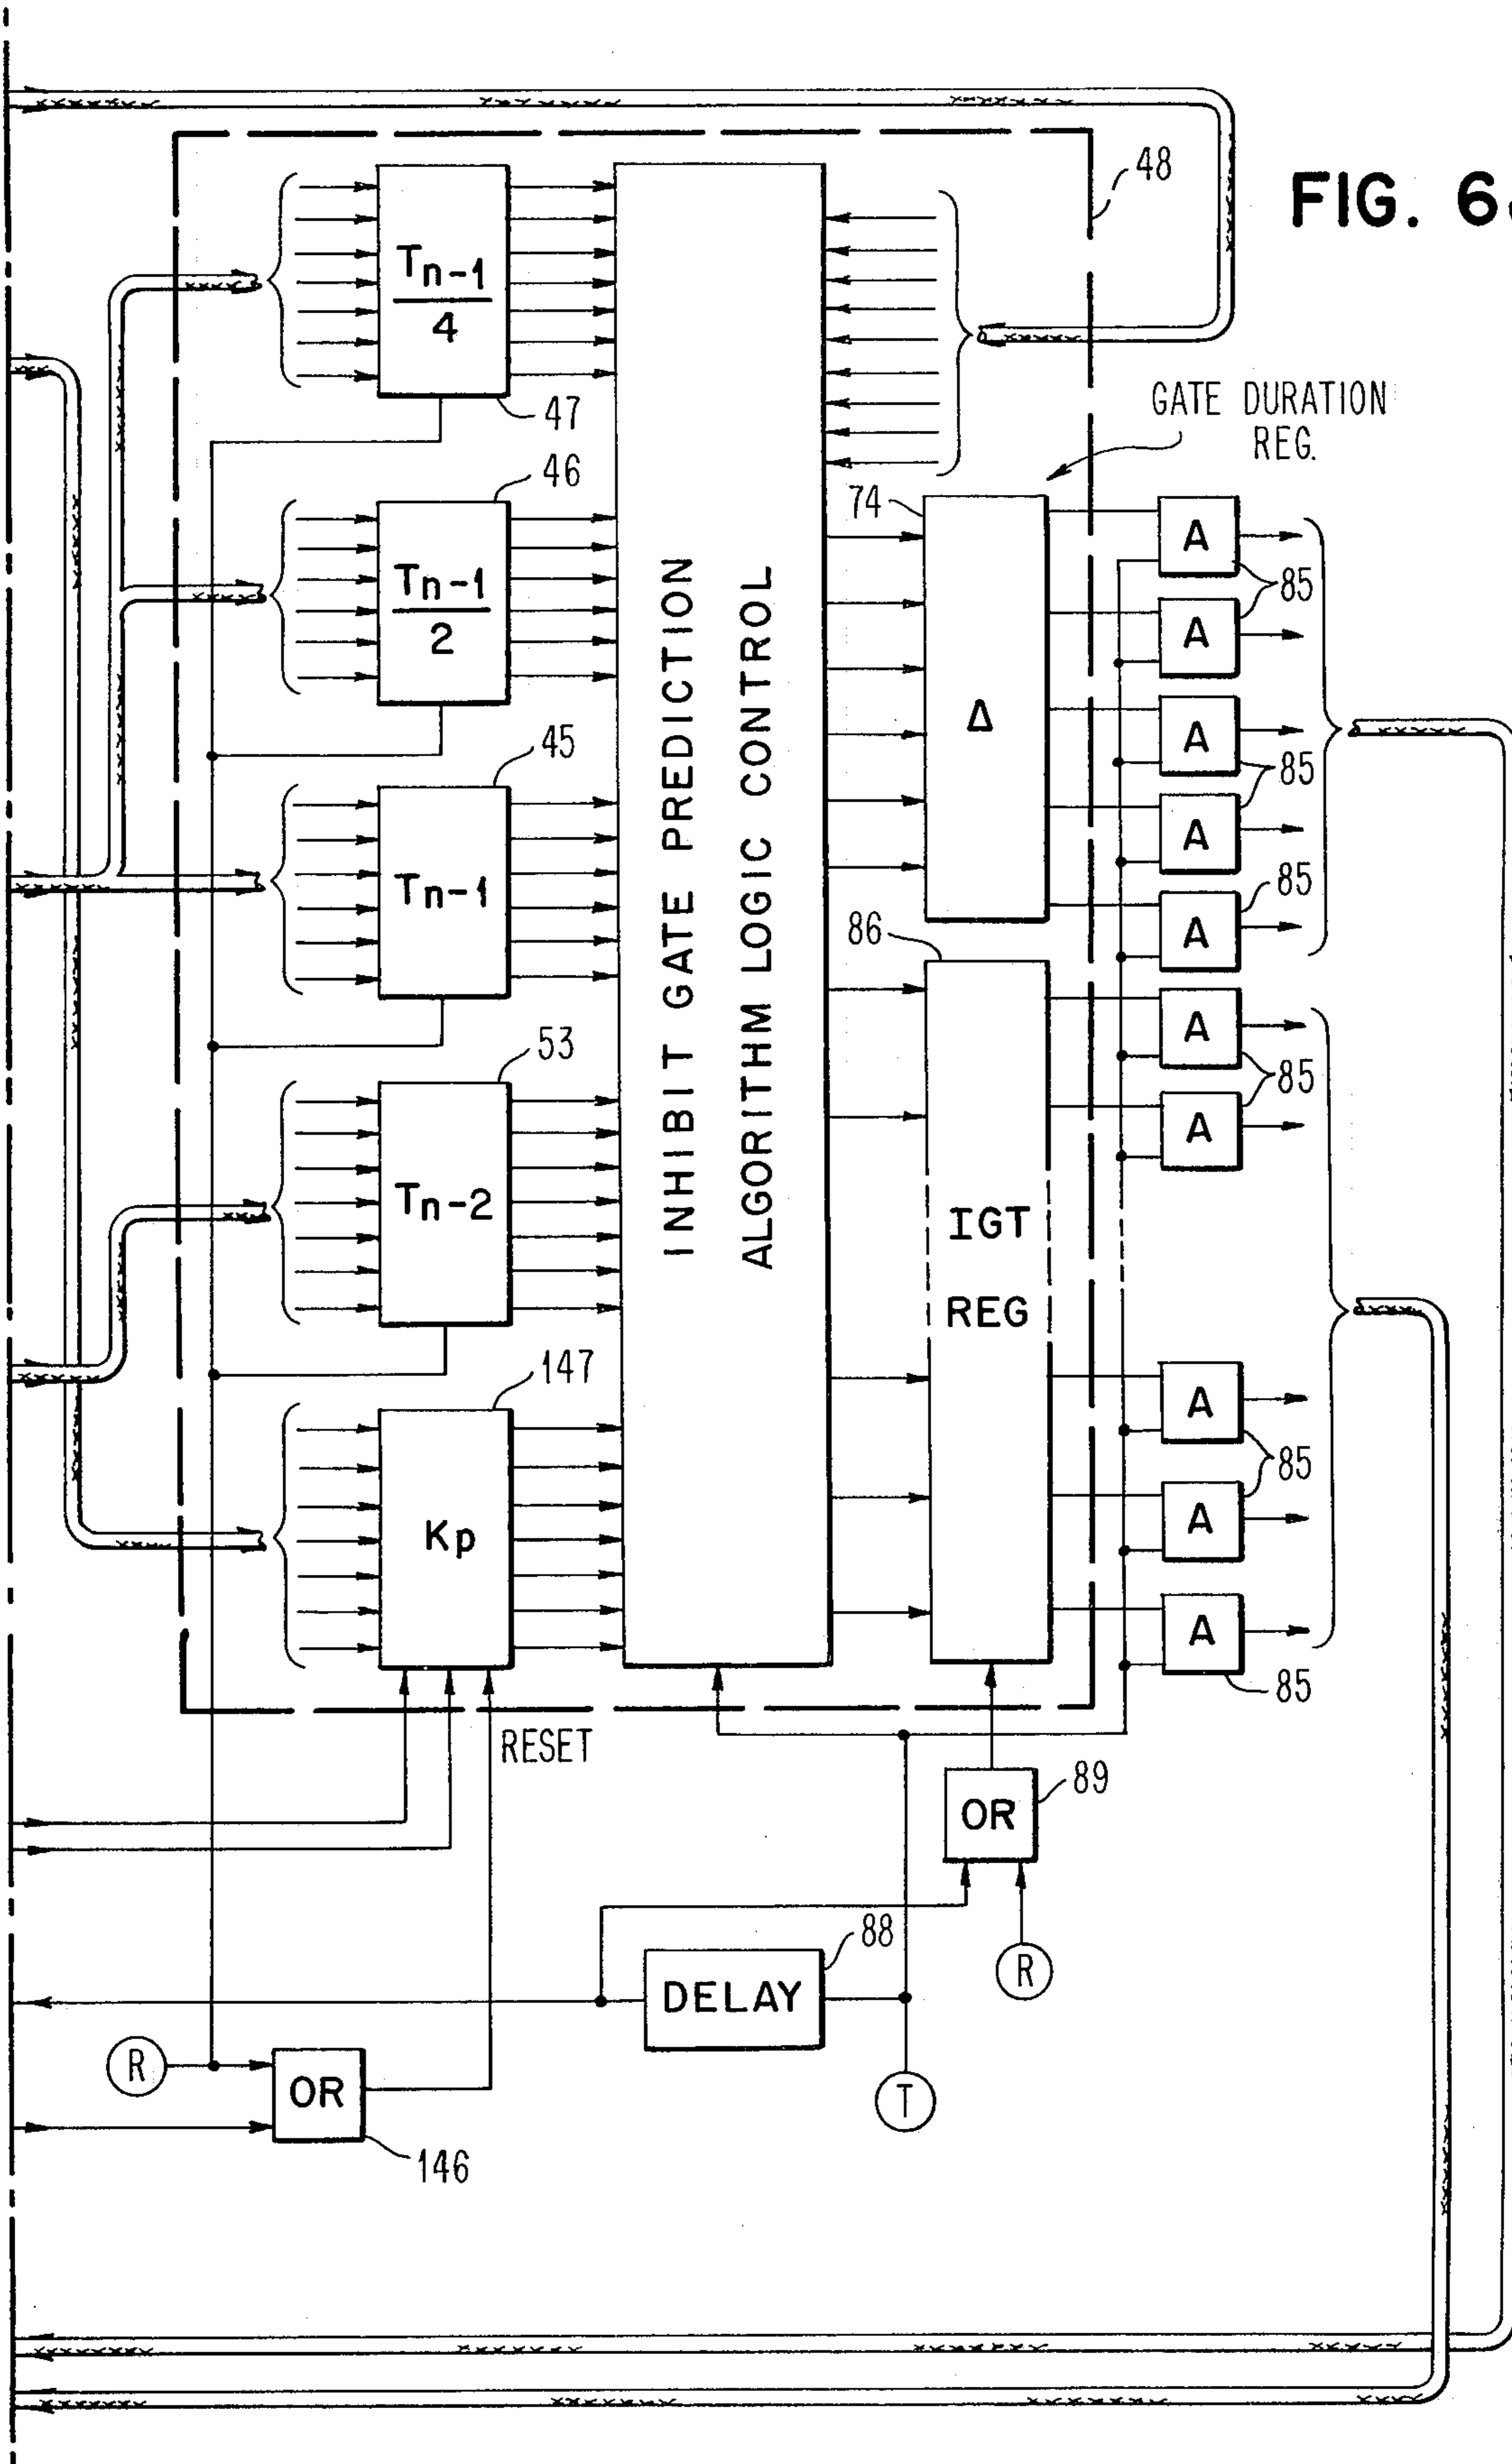 48
FIG. 6
Tn-1
4
47
GATE DURATION
REG.
46
74
A
85
Tn-1
2
A
INHIBIT GATE PREDICTION
ALGORITHM LOGIC CONTROL
45
Δ
A
85
A
Tn-1
85
A
86
A
53
85
A
Tn-2
IGT
REG
147
A
85
Kp
A
A
85
RESET
89
OR
88
DELAY
R
R
OR
T
146